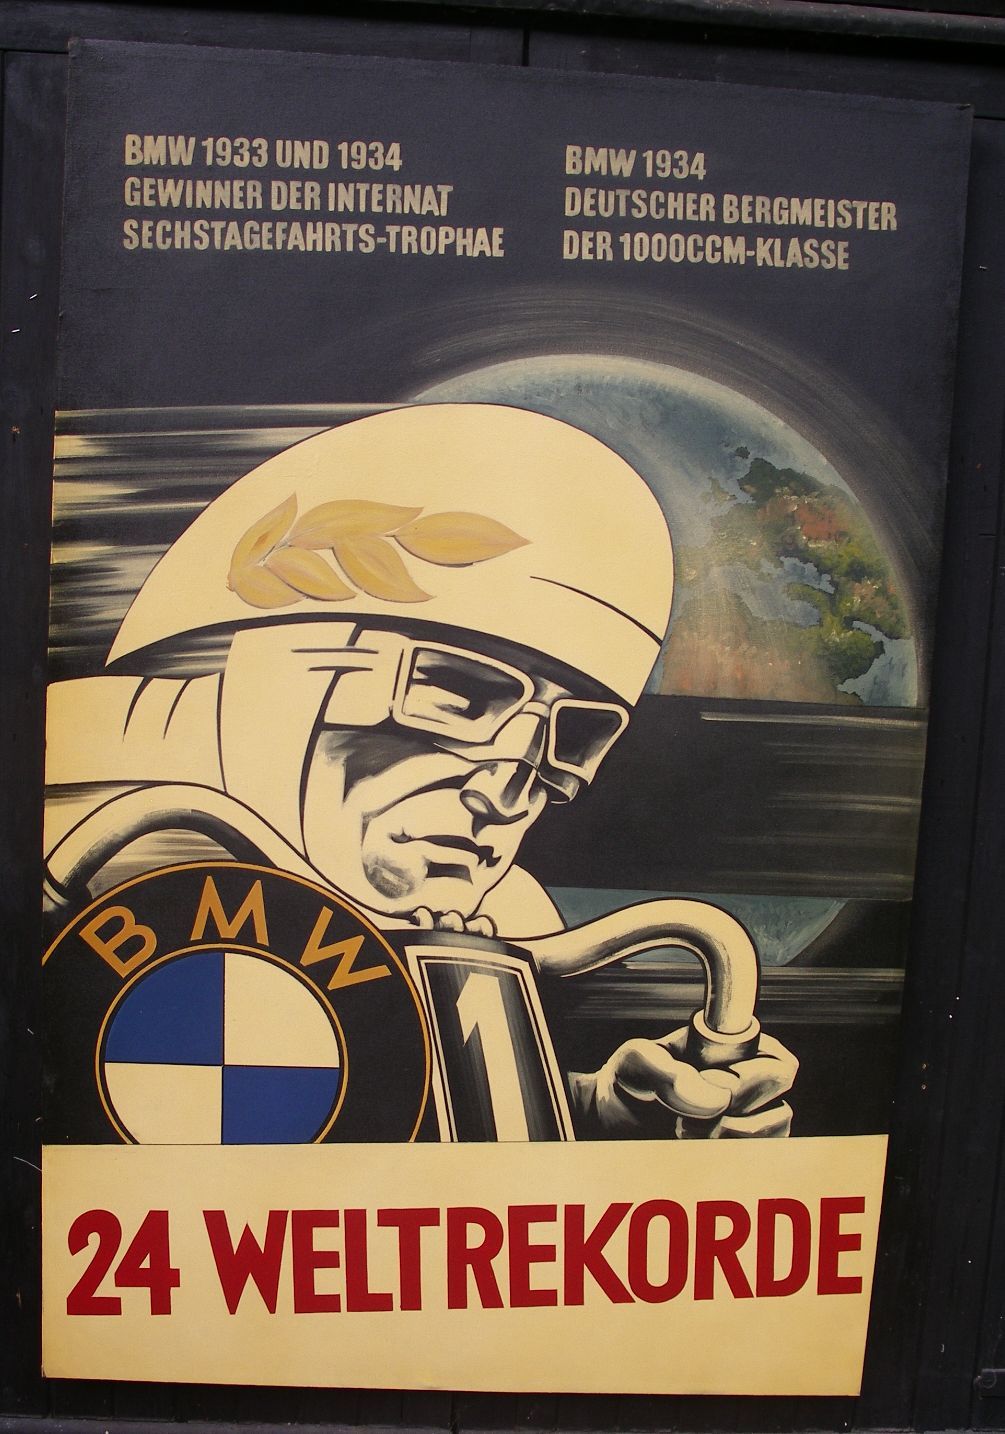 BMW 1933 UND 1934
GEWINNER DER INTERNAT
SECHSTAGEFAHRTS-TROPHAE
BMW 1934
DEUTSCHER BERGMEISTER
DER 1000CCM-KLASSE
BMW
1
24 WELTREKORDE